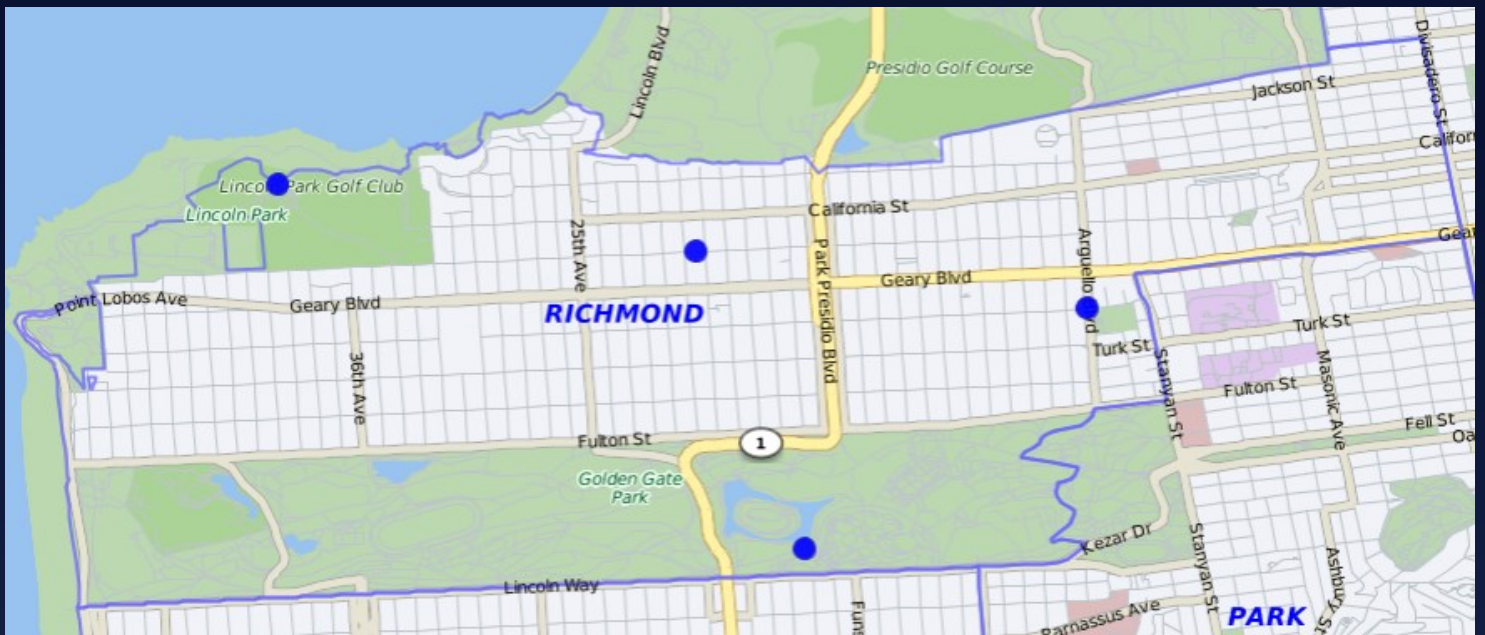 Lincoln Blvd
Presidio Golf Course
Divisadero St
Jackson St
Califor
Lincoln Park Golf Club
Lincoln Park
California St
25th Ave
Park Presidio Blvd
Arguello
vd
Gea
Point Lobos Ave
Geary Blvd
Geary Blvd
RICHMOND
Turk St
Turk St
36th Ave
Stanyan St
Masonic Ave
Fulton St
Fulton St
1
Fell St
Oa
Golden Gate
Park
Kezar Dr
Stanyan St
Ashbury St
Lincoln Way
Funs
Parnassus Ave
PARK